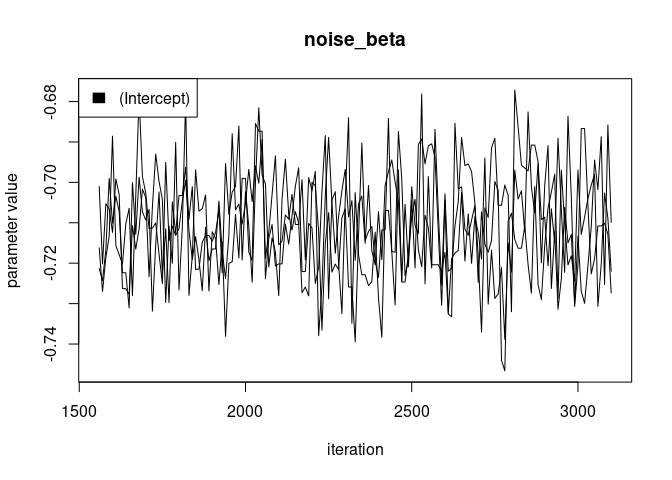 noise_beta
(Intercept)
parameter value
-0.68
-0.70
-0.72
-0.74
1500 2000 2500 3000
iteration